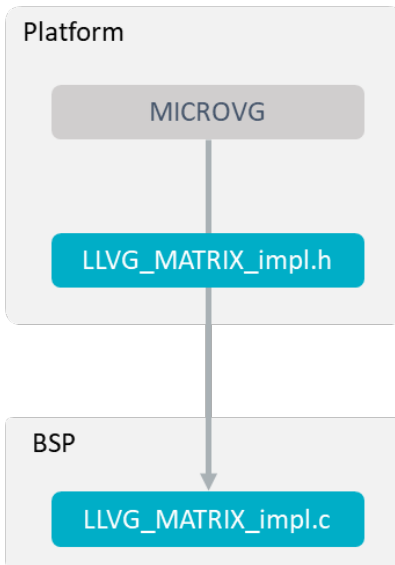 Platform
MICROVG
LLVG_MATRIX_impl.h
BSP
LLVG_MATRIX_impl.c